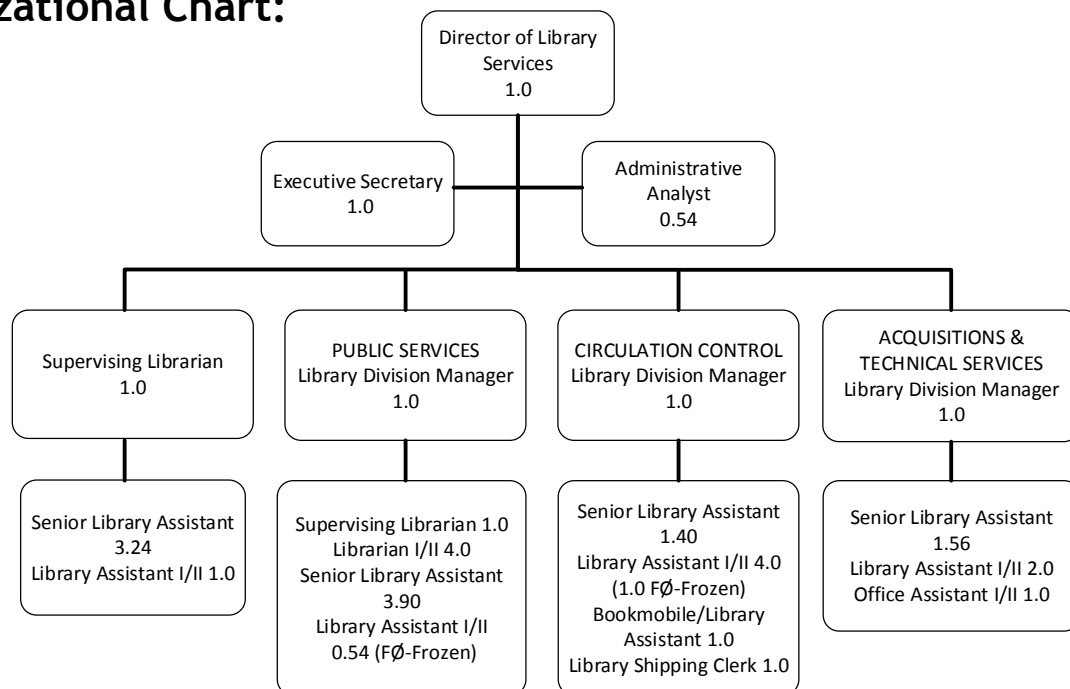 zational Chart:
Director of Library
Services
1.0
Executive Secretary
1.0
Administrative
Analyst
0.54
Supervising Librarian
1.0
PUBLIC SERVICES
Library Division Manager
1.0
CIRCULATION CONTROL
Library Division Manager
1.0
ACQUISITIONS &
TECHNICAL SERVICES
Library Division Manager
1.0
Senior Library Assistant
3.24
Library Assistant I/II 1.0
Supervising Librarian 1.0
Librarian I/II 4.0
Senior Library Assistant
3.90
Library Assistant I/II
0.54 (FØ-Frozen)
Senior Library Assistant
1.40
Library Assistant I/II 4.0
(1.0 FØ-Frozen)
Bookmobile/Library
Assistant 1.0
Library Shipping Clerk 1.0
Senior Library Assistant
1.56
Library Assistant I/II 2.0
Office Assistant I/II 1.0